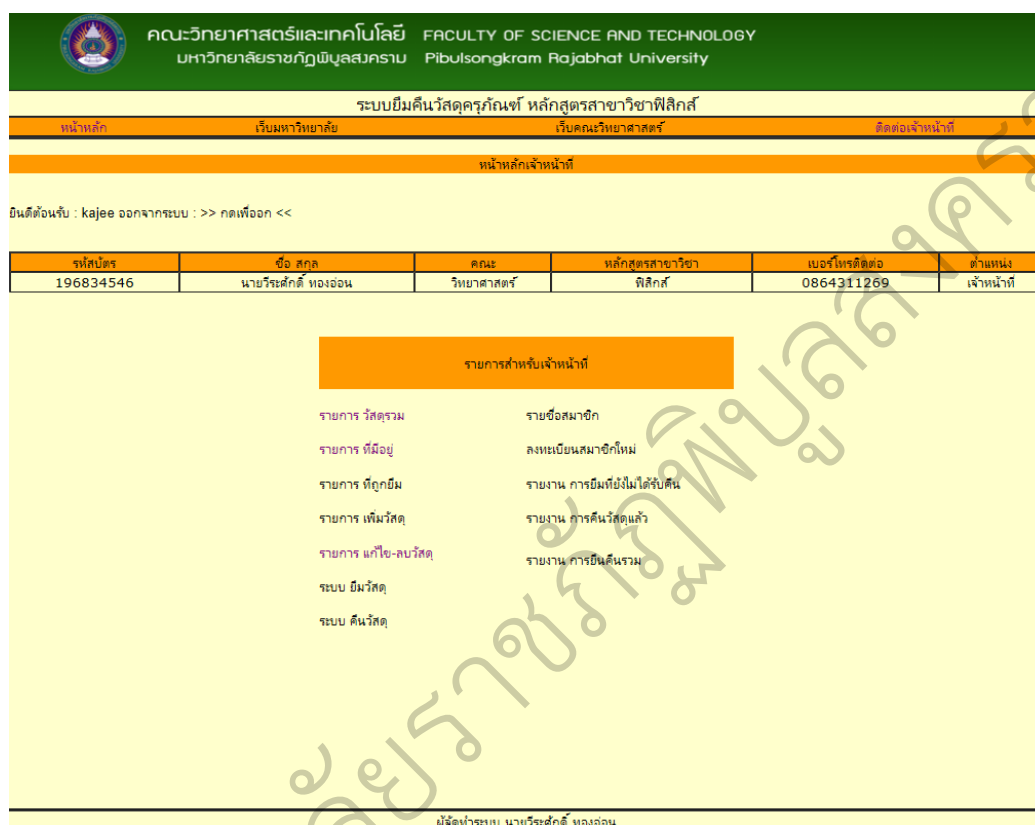 คณะวิทยาศาสตร์และเทคโนโลยี FACULTY OF SCIENCE AND TECHNOLOGY
มหาวิทยาลัยราชภัฏพิบูลสงคราม Pibulsongkram Rajabhat University
ระบบยืมคืนวัสดุครุภัณฑ์ หลักสูตรสาขาวิชาฟิสิกส์
หน้าหลัก เว็บมหาวิทยาลัย เว็บคณะวิทยาศาสตร์ ติดต่อเจ้าหน้าที่
หน้าหลักเจ้าหน้าที่
ยินดีต้อนรับ : kajee ออกจากระบบ : >> กดเพื่ออก <<
รหัสบัตร ชื่อ สกุล คณะ หลักสูตรสาขาวิชา เบอร์โทรติดต่อ ตำแหน่ง
196834546 นายวีระศักดิ์ ทองอ่อน วิทยาศาสตร์ ฟิสิกส์ 0864311269 เจ้าหน้าที่
รายการสำหรับเจ้าหน้าที่
รายการ วัสดุรวม รายชื่อสมาชิก
รายการ ที่มีอยู่ ลงทะเบียนสมาชิกใหม่
รายการ ที่ถูกยืม รายงาน การยืมที่ยังไม่ได้รับคืน
รายการ เพิ่มวัสดุ รายงาน การคืนวัสดุแล้ว
รายการ แก้ไข-ลบวัสดุ รายงาน การยืนคืนรวม
ระบบ ยืมวัสดุ
ระบบ คืนวัสดุ
ผู้จัดทำระบบ นายวีระศักดิ์ ทองอ่อน